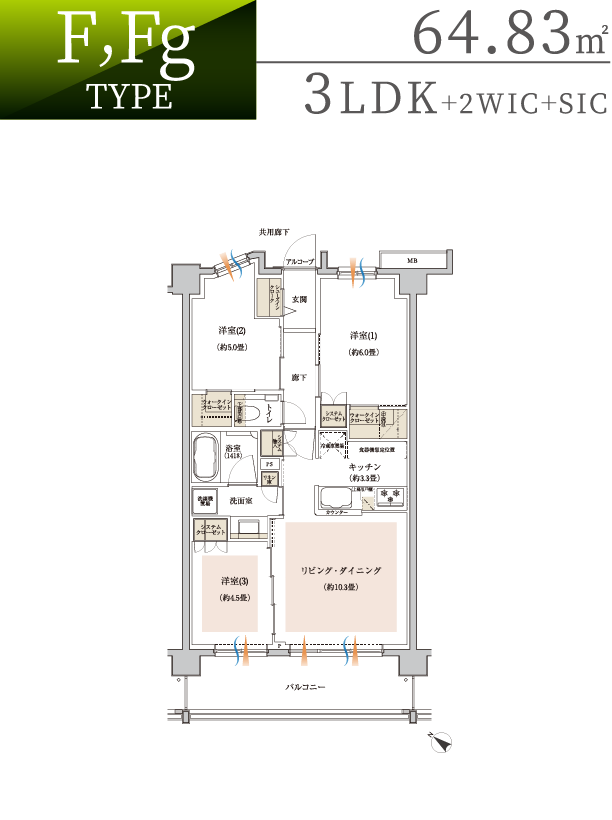 F,Fg
TYPE
64.83㎡
3LDK+2WIC+SIC
共用廊下
アルコーブ
MB
シューズイン
クローク
玄関
洋室(2)
(約5.0畳)
洋室(1)
(約6.0畳)
廊下
ウォークイン
クローゼット
トイレ
システム
クローゼット
ウォークイン
クローゼット
浴室
(1418)
冷蔵庫置場
食器棚設定位置
PS
キッチン
(約3.3畳)
リネン庫
上部吊戸棚
洗濯機
置場
洗面室
カウンター
システム
クローゼット
洋室(3)
(約4.5畳)
リビング・ダイニング
(約10.3畳)
P
バルコニー
N